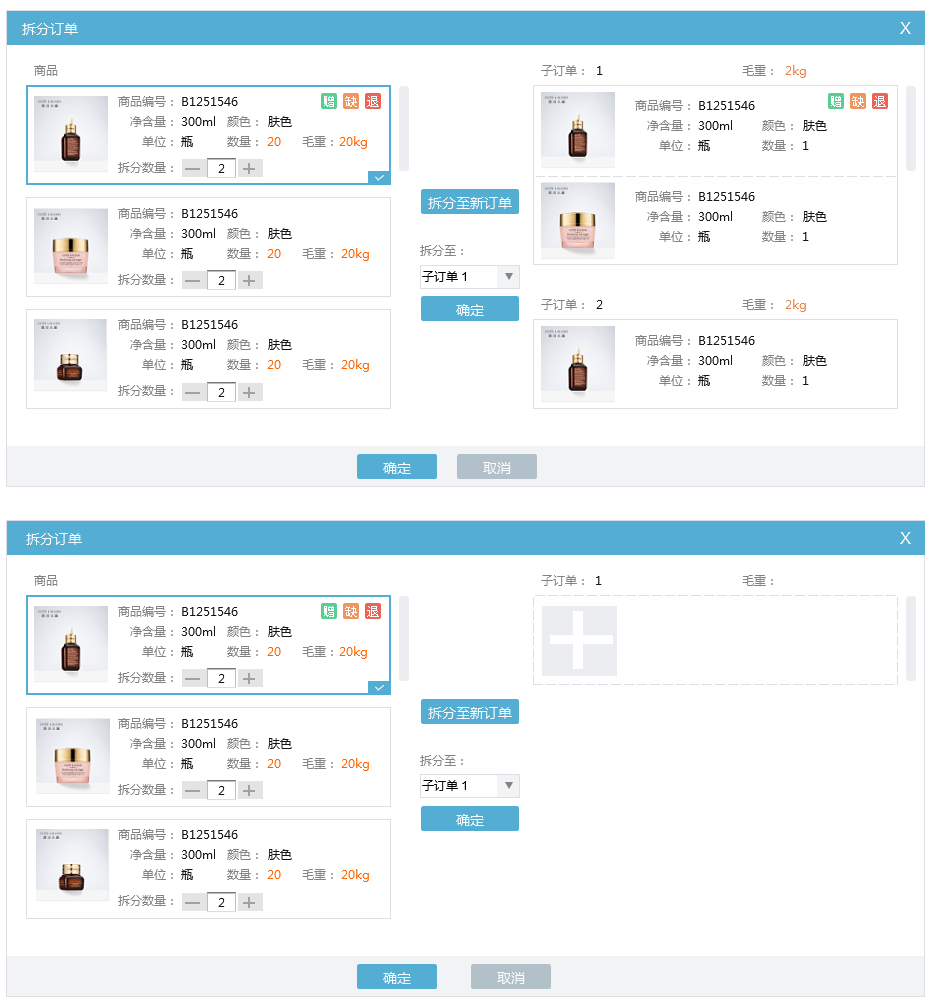 拆分订单 X
商品
商品编号： B1251546 赠 缺 退
净含量： 300ml 颜色： 肤色
单位： 瓶 数量： 20 毛重：20kg
拆分数量： — 2 +
商品编号： B1251546
净含量： 300ml 颜色： 肤色
单位： 瓶 数量： 20 毛重： 20kg
拆分数量： — 2 +
商品编号： B1251546
净含量： 300ml 颜色： 肤色
单位： 瓶 数量： 20 毛重： 20kg
拆分数量： — 2 +
拆分至新订单
拆分至：
子订单 1
确定
子订单： 1 毛重： 2kg
商品编号： B1251546 赠 缺 退
净含量： 300ml 颜色： 肤色
单位： 瓶 数量： 1
商品编号： B1251546
净含量： 300ml 颜色： 肤色
单位： 瓶 数量： 1
子订单： 2 毛重： 2kg
商品编号： B1251546
净含量： 300ml 颜色： 肤色
单位： 瓶 数量： 1
确定 取消
拆分订单 X
商品
商品编号： B1251546 赠 缺 退
净含量： 300ml 颜色： 肤色
单位： 瓶 数量： 20 毛重：20kg
拆分数量： — 2 +
商品编号： B1251546
净含量： 300ml 颜色： 肤色
单位： 瓶 数量： 20 毛重： 20kg
拆分数量： — 2 +
商品编号： B1251546
净含量： 300ml 颜色： 肤色
单位： 瓶 数量： 20 毛重： 20kg
拆分数量： — 2 +
拆分至新订单
拆分至：
子订单 1
确定
子订单： 1 毛重：
确定 取消